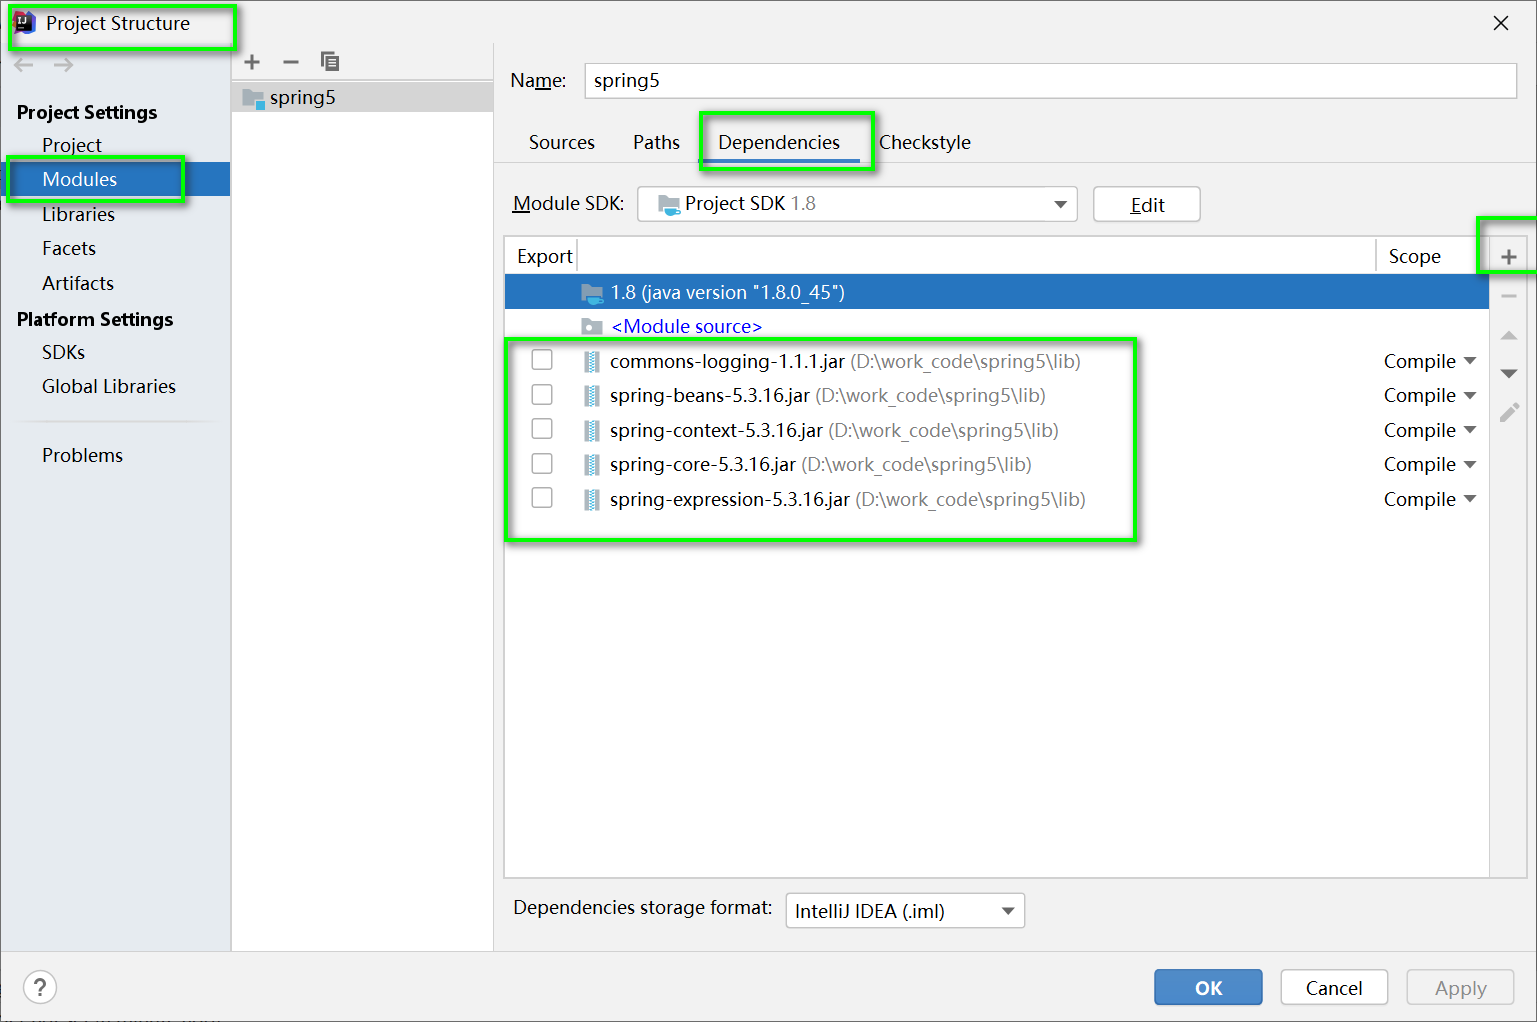 Project Structure
Project Settings
Project
Modules
Libraries
Facets
Artifacts
Platform Settings
SDKs
Global Libraries
Problems
spring5
Name: spring5
Sources Paths Dependencies Checkstyle
Module SDK: Project SDK 1.8 Edit
Export Scope
1.8 (java version "1.8.0_45")
<Module source>
commons-logging-1.1.1.jar (D:\work_code\spring5\lib) Compile
spring-beans-5.3.16.jar (D:\work_code\spring5\lib) Compile
spring-context-5.3.16.jar (D:\work_code\spring5\lib) Compile
spring-core-5.3.16.jar (D:\work_code\spring5\lib) Compile
spring-expression-5.3.16.jar (D:\work_code\spring5\lib) Compile
Dependencies storage format: IntelliJ IDEA (.iml)
? OK Cancel Apply